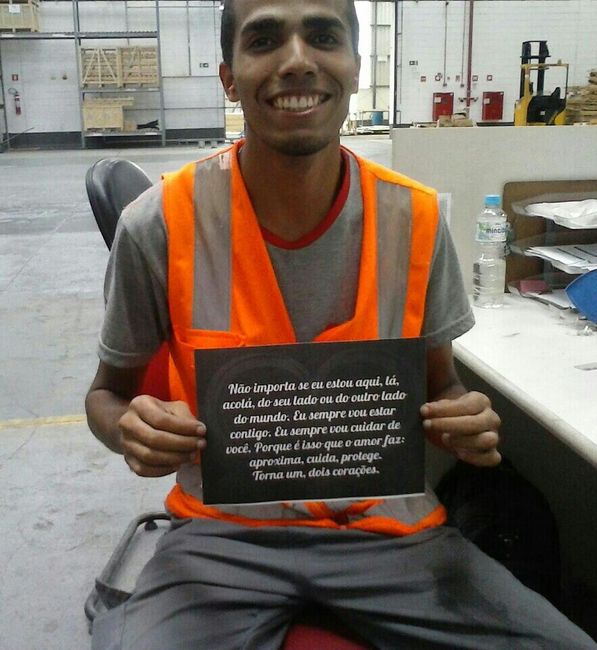 Não importa se eu estou aqui, lá,
acolá, do seu lado ou do outro lado
do mundo. Eu sempre vou estar
contigo. Eu sempre vou cuidar de
você. Porque é isso que o amor faz:
aproxima, cuida, protege.
Torna um, dois corações.